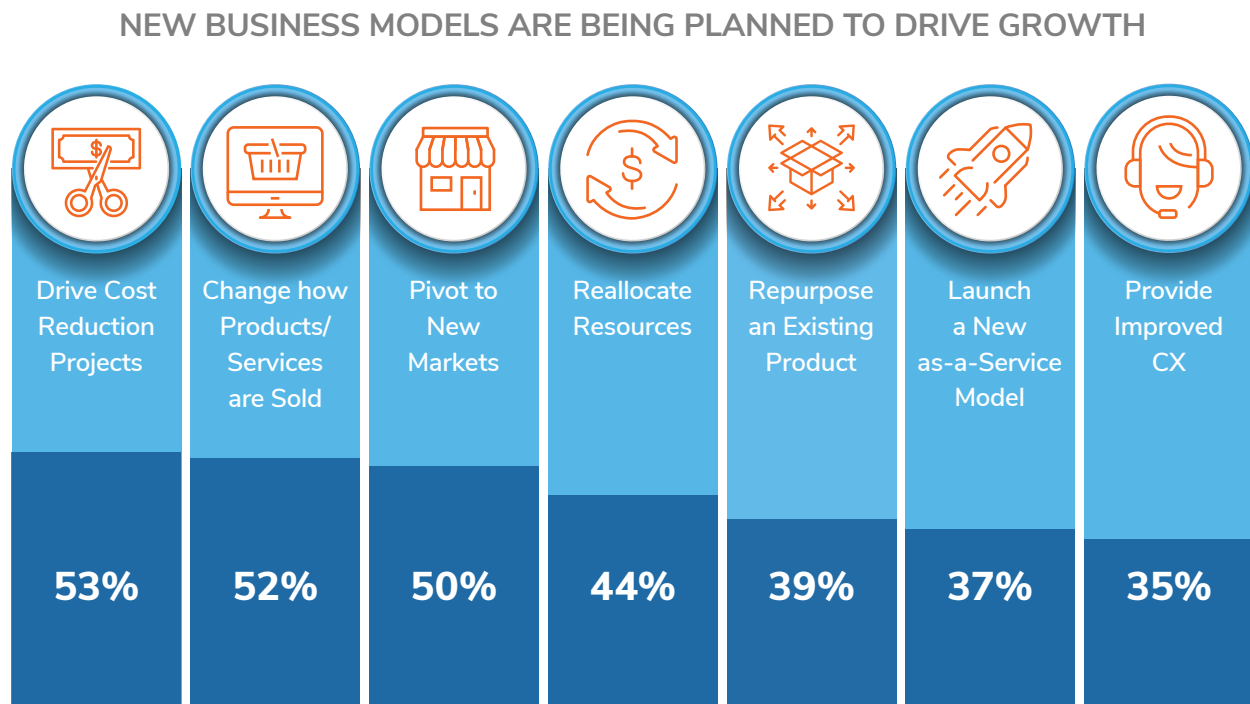 NEW BUSINESS MODELS ARE BEING PLANNED TO DRIVE GROWTH
$
$
Drive Cost
Reduction
Projects
Change how
Products/
Services
are Sold
Pivot to
New
Markets
Reallocate
Resources
Repurpose
an Existing
Product
Launch
a New
as-a-Service
Model
Provide
Improved
CX
53%
52%
50%
44%
39%
37%
35%